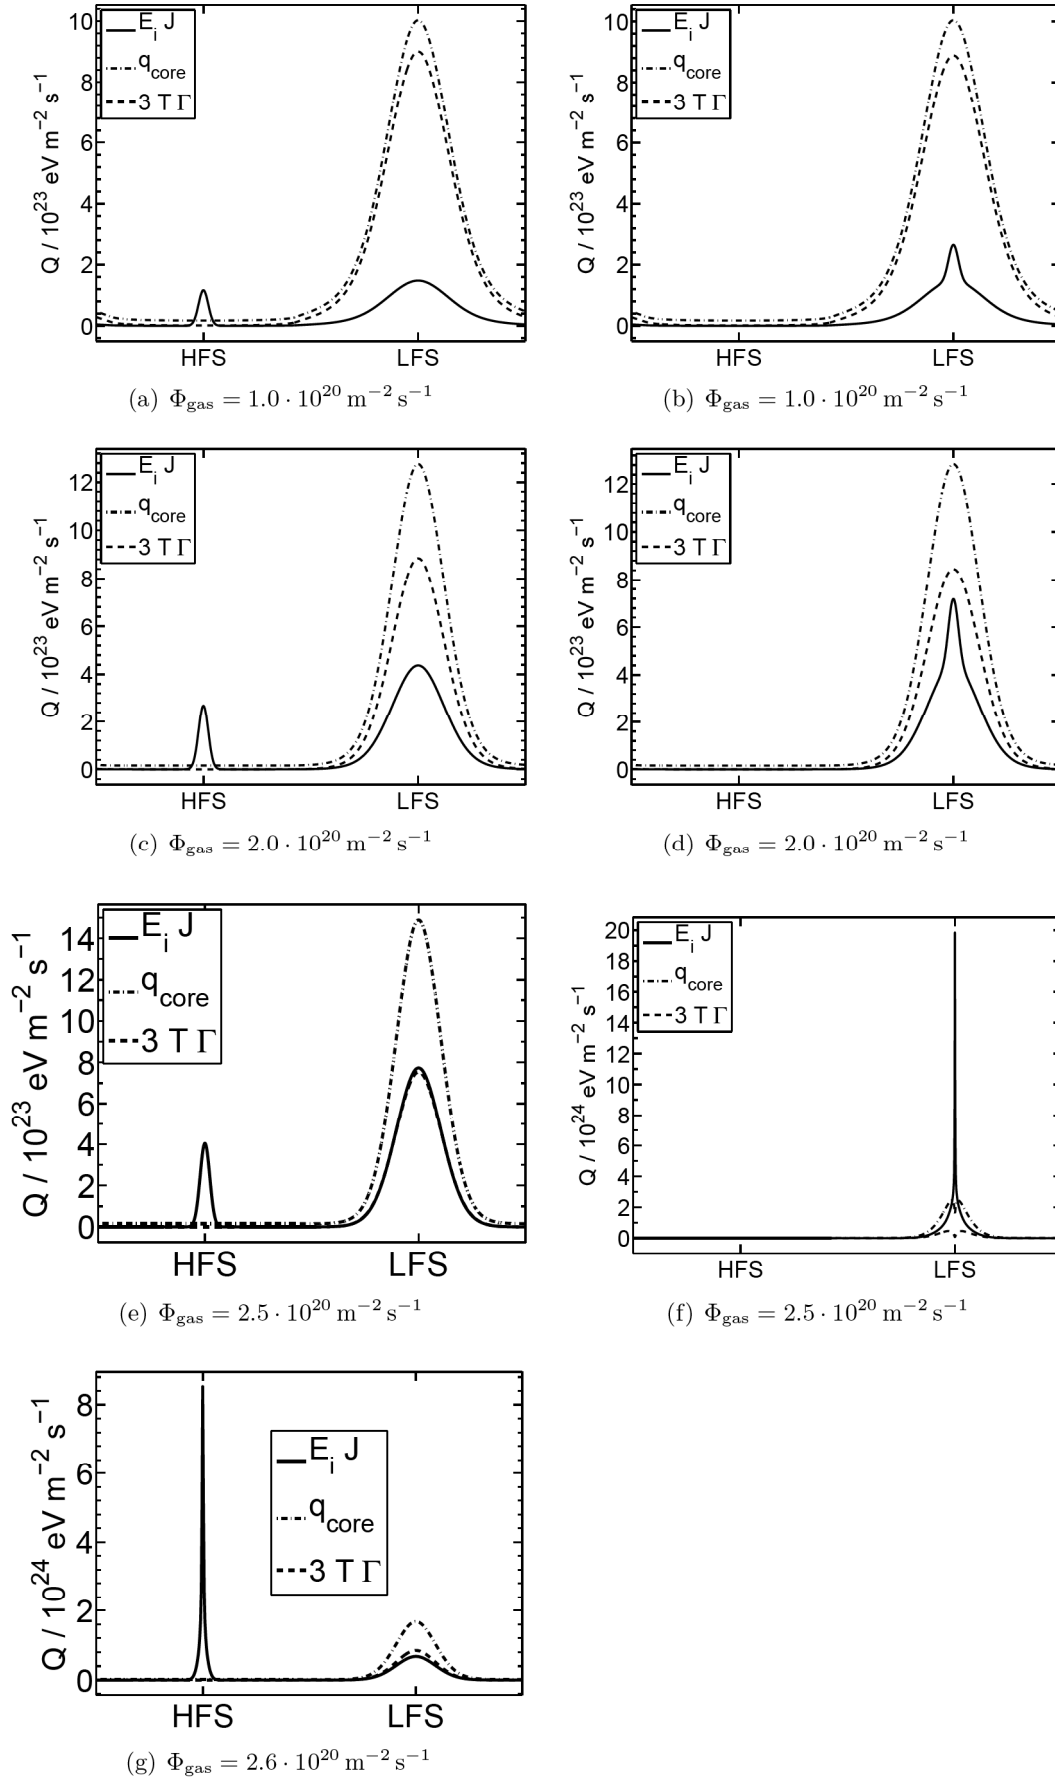 E_i J
q_core
3 T Γ
Q / 10^23 eV m^−2 s^−1
10
8
6
4
2
0
HFS LFS
(a) Φ_gas = 1.0 · 10^20 m^−2 s^−1
E_i J
q_core
3 T Γ
Q / 10^23 eV m^−2 s^−1
10
8
6
4
2
0
HFS LFS
(b) Φ_gas = 1.0 · 10^20 m^−2 s^−1
E_i J
q_core
3 T Γ
Q / 10^23 eV m^−2 s^−1
12
10
8
6
4
2
0
HFS LFS
(c) Φ_gas = 2.0 · 10^20 m^−2 s^−1
E_i J
q_core
3 T Γ
Q / 10^23 eV m^−2 s^−1
12
10
8
6
4
2
0
HFS LFS
(d) Φ_gas = 2.0 · 10^20 m^−2 s^−1
E_i J
q_core
3 T Γ
Q / 10^23 eV m^−2 s^−1
14
12
10
8
6
4
2
0
HFS LFS
(e) Φ_gas = 2.5 · 10^20 m^−2 s^−1
E_i J
q_core
3 T Γ
Q / 10^24 eV m^−2 s^−1
20
18
16
14
12
10
8
6
4
2
0
HFS LFS
(f) Φ_gas = 2.5 · 10^20 m^−2 s^−1
E_i J
q_core
3 T Γ
Q / 10^24 eV m^−2 s^−1
8
6
4
2
0
HFS LFS
(g) Φ_gas = 2.6 · 10^20 m^−2 s^−1